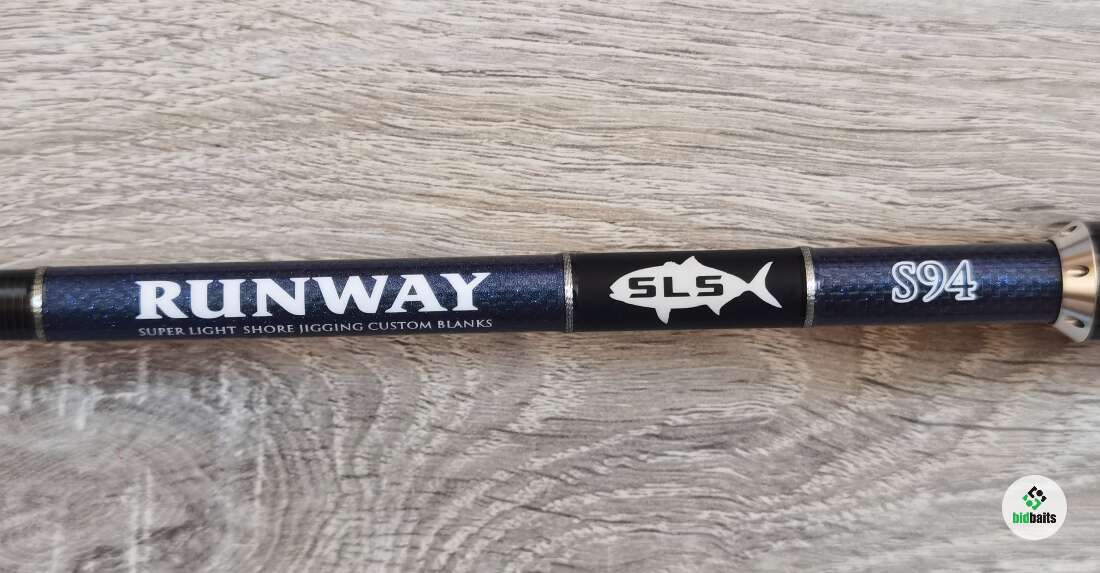 RUNWAY
SUPER LIGHT SHORE JIGGING CUSTOM BLANKS
SLS
S94
bidbaits